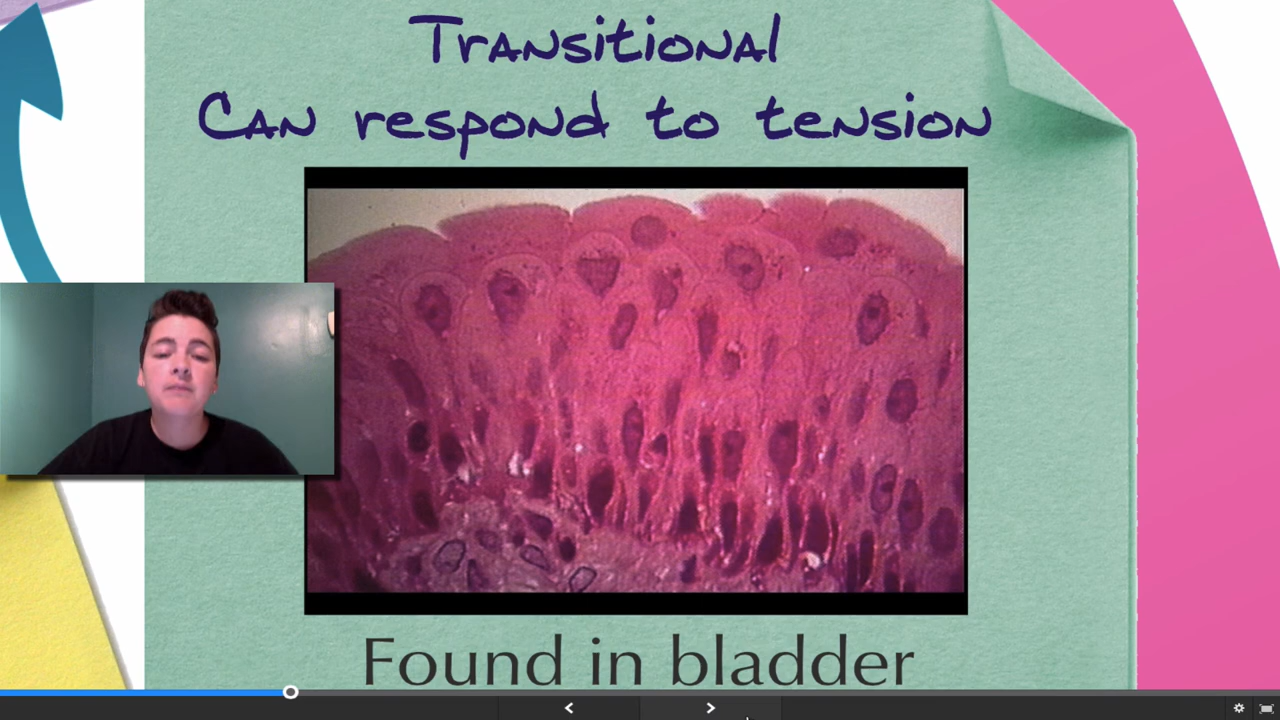 Transitional
Can respond to tension
Found in bladder